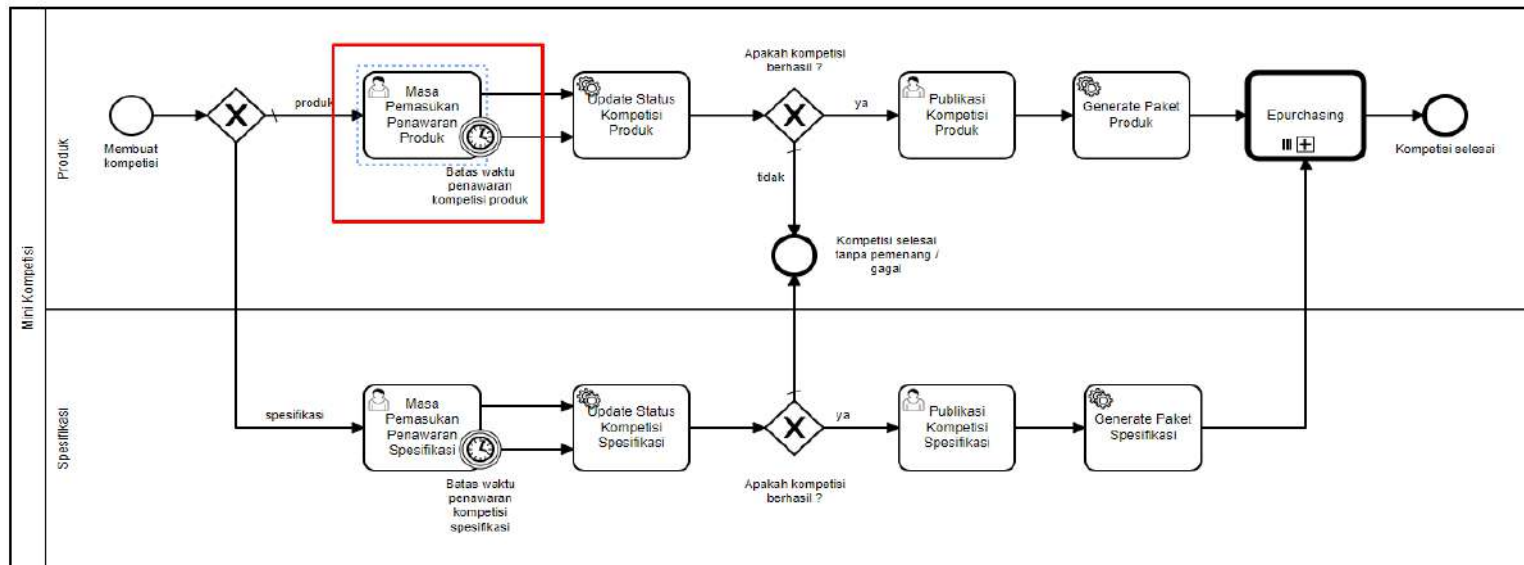 Mini Kompetisi
Produk
Membuat
kompetisi
produk
Masa
Pemasukan
Penawaran
Produk
Batas waktu
penawaran
kompetisi produk
Update Status
Kompetisi
Produk
Apakah kompetisi
berhasil ?
ya
tidak
Publikasi
Kompetisi
Produk
Generate Paket
Produk
Epurchasing
Kompetisi selesai
Kompetisi selesai
tanpa pemenang /
gagal
Spesifikasi
spesifikasi
Masa
Pemasukan
Penawaran
Spesifikasi
Batas waktu
penawaran
kompetisi
spesifikasi
Update Status
Kompetisi
Spesifikasi
ya
Apakah kompetisi
berhasil ?
Publikasi
Kompetisi
Spesifikasi
Generate Paket
Spesifikasi